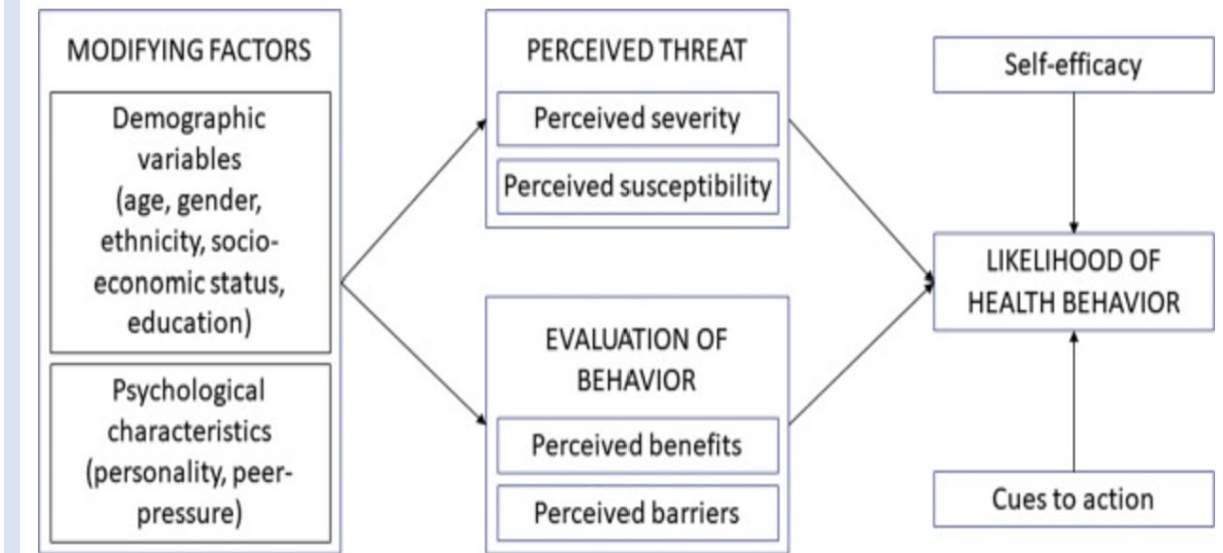 MODIFYING FACTORS
Demographic
variables
(age, gender,
ethnicity, socio-
economic status,
education)
Psychological
characteristics
(personality, peer-
pressure)
PERCEIVED THREAT
Perceived severity
Perceived susceptibility
EVALUATION OF
BEHAVIOR
Perceived benefits
Perceived barriers
Self-efficacy
LIKELIHOOD OF
HEALTH BEHAVIOR
Cues to action